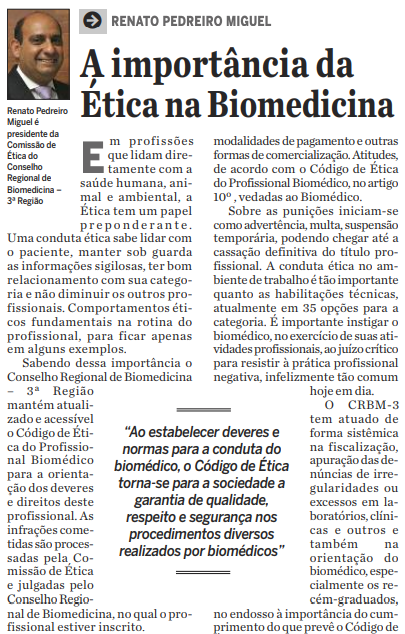 RENATO PEDREIRO MIGUEL
A importância da
Ética na Biomedicina
Renato Pedreiro
Miguel é
presidente da
Comissão de
Ética do
Conselho
Regional de
Biomedicina –
3ª Região
Em profissões
que lidam dire-
tamente com a
saúde humana, ani-
mal e ambiental, a
Ética tem um papel
preponderante.
Uma conduta ética sabe lidar com
o paciente, manter sob guarda
as informações sigilosas, ter bom
relacionamento com sua catego-
ria e não diminuir os outros pro-
fissionais. Comportamentos éti-
cos fundamentais na rotina do
profissional, para ficar apenas
em alguns exemplos.
Sabendo dessa importância o
Conselho Regional de Biomedicina
– 3ª Região
mantém atuali-
zado e acessível
o Código de Éti-
ca do Profissio-
nal Biomédico
para a orienta-
ção dos deveres
e direitos deste
profissional. As
infrações come-
tidas são proces-
sadas pela Co-
missão de Ética
e julgadas pelo
Conselho Regio-
nal de Biomedicina, no qual o pro-
fissional estiver inscrito.
“Ao estabelecer deveres e
normas para a conduta do
biomédico, o Código de Ética
torna-se para a sociedade a
garantia de qualidade,
respeito e segurança nos
procedimentos diversos
realizados por biomédicos”
modalidades de pagamento e outras
formas de comercialização. Atitudes,
de acordo com o Código de Ética
do Profissional Biomédico, no artigo
10º , vedadas ao Biomédico.
Sobre as punições iniciam-se
como advertência, multa, suspensão
temporária, podendo chegar até a
cassação definitiva do título pro-
fissional. A conduta ética no am-
biente de trabalho é tão importante
quanto as habilitações técnicas,
atualmente em 35 opções para a
categoria. É importante instigar o
biomédico, no exercício de suas ati-
vidades profissionais, ao juízo crítico
para resistir à prática profissional
negativa, infelizmente tão comum
hoje em dia.
O CRBM-3
tem atuado de
forma sistêmica
na fiscalização,
apuração das de-
núncias de irre-
gularidades ou
excessos em la-
boratórios, clíni-
cas e outros e
também na
orientação do
biomédico, espe-
cialmente os re-
cém-graduados,
no endosso à importância do cum-
primento do que prevê o Código de